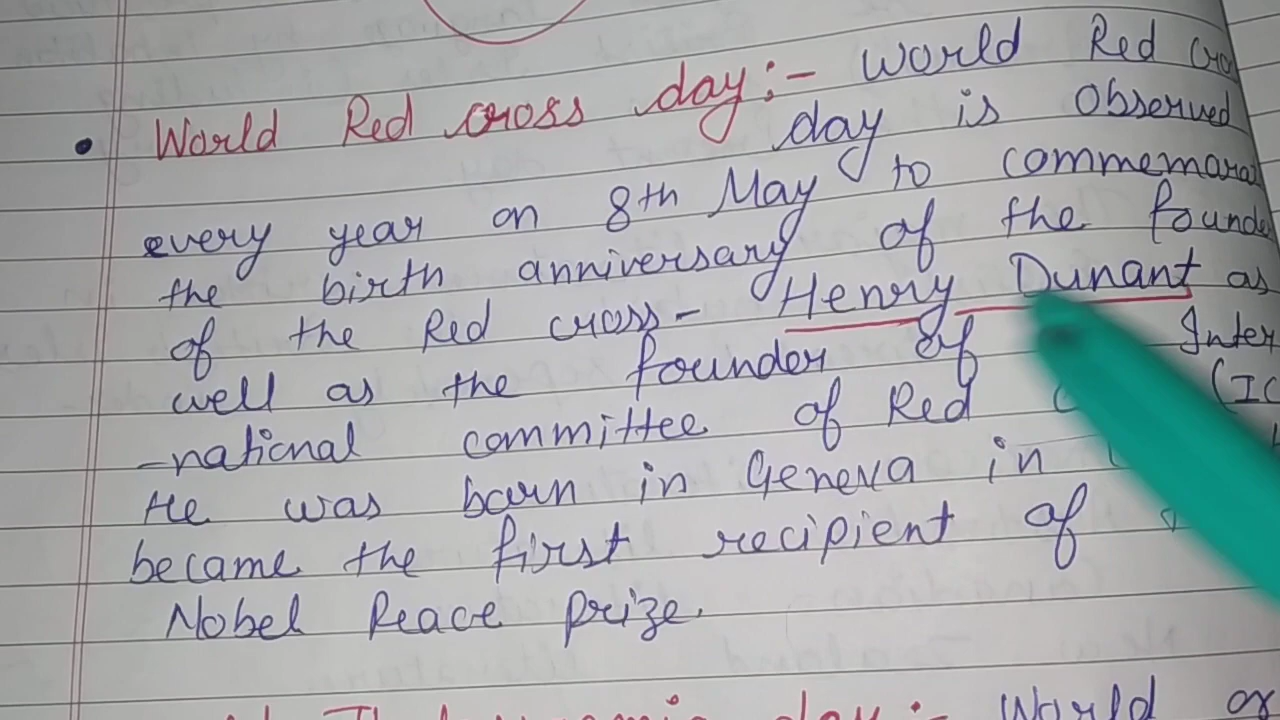 World Red cross day :- World Red
day is Observed
every year on 8th May to commemara
the birth anniversary of the founde
of the Red cross - Henry Dunant as
well as the founder of Inter
-national committee of Red (IC
He was born in Geneva in
became the first recipient of
Nobel Peace prize.
day :- World